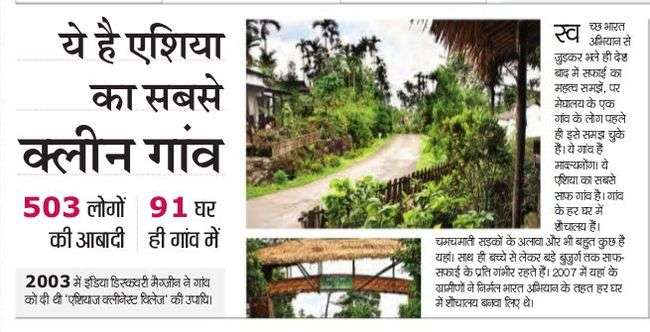 ये है एशिया
का सबसे
क्लीन गांव
503 लोगों
की आबादी
91 घर
ही गांव में
2003 में इंडिया डिस्कवरी मैग्जीन ने गांव
को दी थी 'एशियाज क्लीनेस्ट विलेज' की उपाधि।
स्वच्छ भारत
अभियान से
जुड़कर भले ही देश
बाद में सफाई का
महत्व समझें, पर
मेघालय के एक
गांव के लोग पहले
ही इसे समझ चुके
हैं। ये गांव हैं
मावल्यनोंग। ये
एशिया का सबसे
साफ गांव है। गांव
के हर घर में
शौचालय हैं।
चमचमाती सड़कों के अलावा और भी बहुत कुछ है
यहां। साथ ही बच्चे से लेकर बड़े बुजुर्ग तक साफ-
सफाई के प्रति गंभीर रहते हैं। 2007 में यहां के
ग्रामीणों ने निर्मल भारत अभियान के तहत हर घर
में शौचालय बनवा लिए थे।